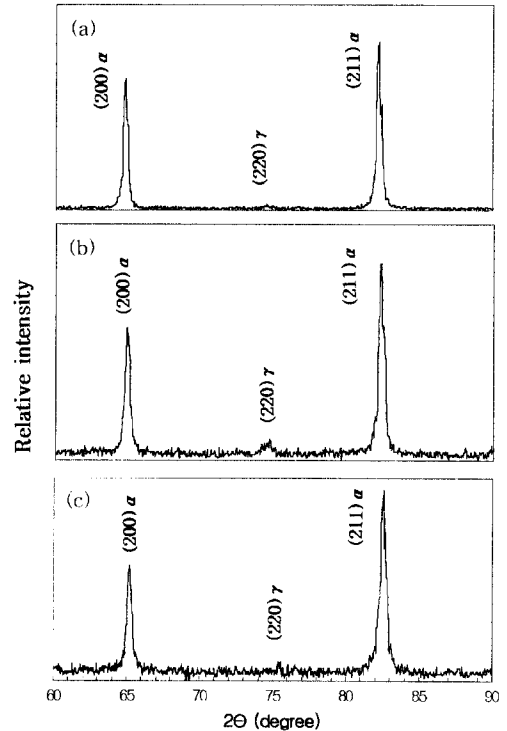 (a)
(200) α
(220) γ
(211) α
(b)
(200) α
(220) γ
(211) α
(c)
(200) α
(220) γ
(211) α
Relative intensity
60 65 70 75 80 85 90
2Θ (degree)